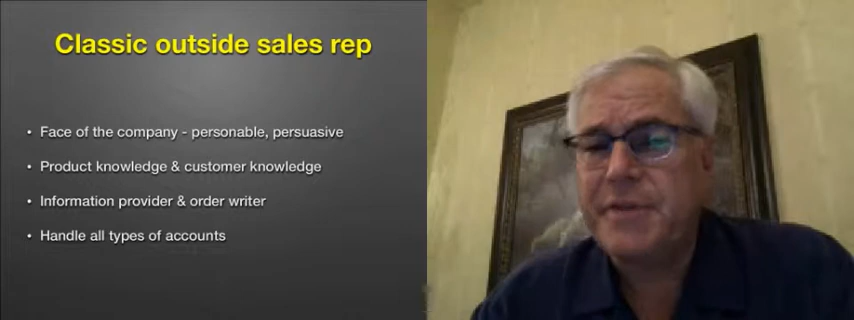 Classic outside sales rep
• Face of the company - personable, persuasive
• Product knowledge & customer knowledge
• Information provider & order writer
• Handle all types of accounts